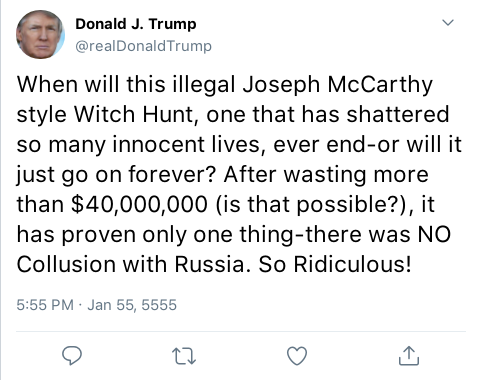 Donald J. Trump
@realDonaldTrump
When will this illegal Joseph McCarthy
style Witch Hunt, one that has shattered
so many innocent lives, ever end-or will it
just go on forever? After wasting more
than $40,000,000 (is that possible?), it
has proven only one thing-there was NO
Collusion with Russia. So Ridiculous!
5:55 PM · Jan 55, 5555